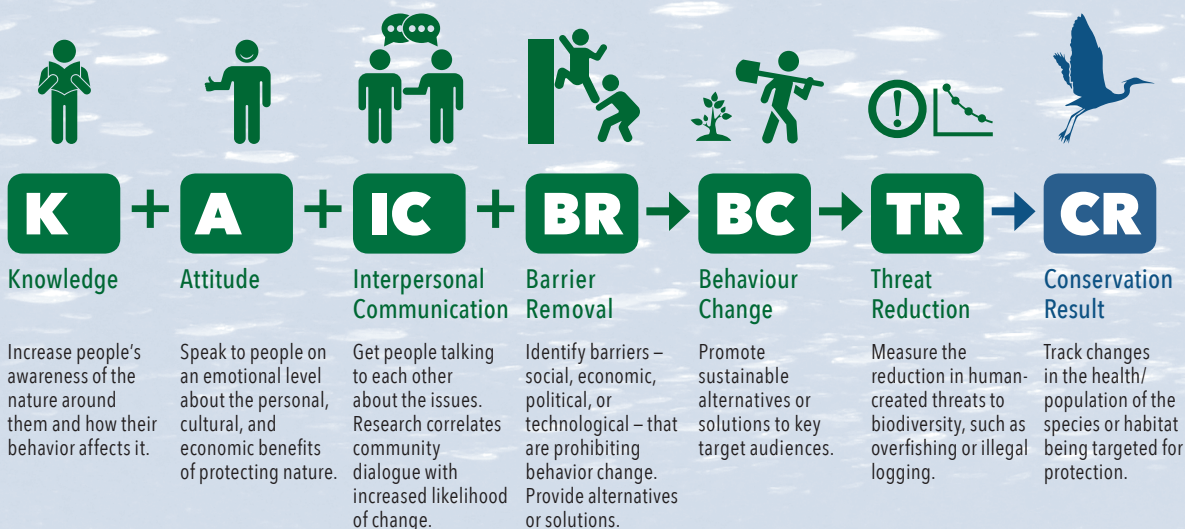 K + A + IC + BR → BC → TR → CR
Knowledge
Attitude
Interpersonal
Communication
Barrier
Removal
Behaviour
Change
Threat
Reduction
Conservation
Result
Increase people's
awareness of the
nature around
them and how their
behavior affects it.
Speak to people on
an emotional level
about the personal,
cultural, and
economic benefits
of protecting nature.
Get people talking
to each other
about the issues.
Research correlates
community
dialogue with
increased likelihood
of change.
Identify barriers –
social, economic,
political, or
technological – that
are prohibiting
behavior change.
Provide alternatives
or solutions.
Promote
sustainable
alternatives or
solutions to key
target audiences.
Measure the
reduction in human-
created threats to
biodiversity, such as
overfishing or illegal
logging.
Track changes
in the health/
population of the
species or habitat
being targeted for
protection.